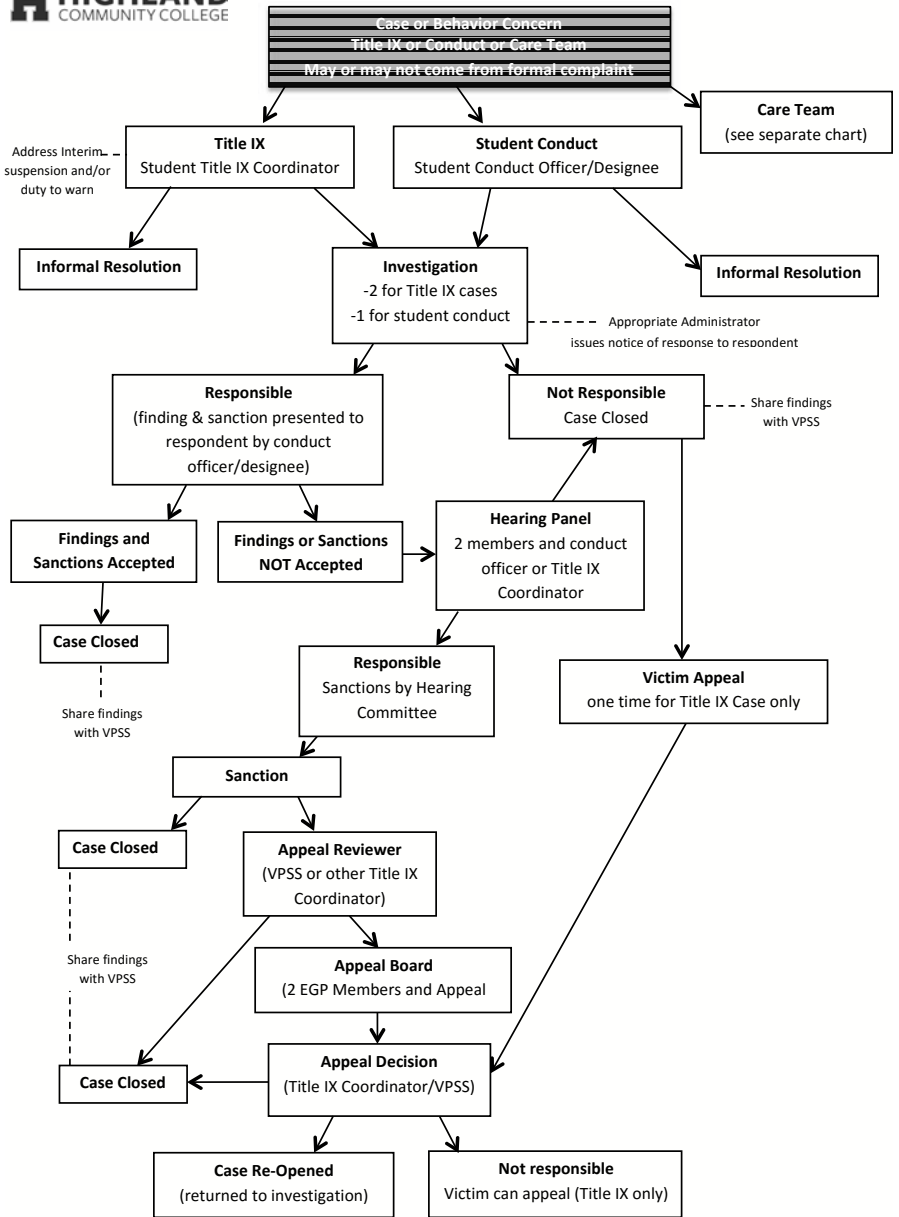 HIGHLAND
COMMUNITY COLLEGE
Case or Behavior Concern
Title IX or Conduct or Care Team
May or may not come from formal complaint
Care Team
(see separate chart)
Title IX
Student Title IX Coordinator
Student Conduct
Student Conduct Officer/Designee
Address Interim
suspension and/or
duty to warn
Informal Resolution
Investigation
-2 for Title IX cases
-1 for student conduct
Informal Resolution
Appropriate Administrator
issues notice of response to respondent
Responsible
(finding & sanction presented to
respondent by conduct
officer/designee)
Not Responsible
Case Closed
Share findings
with VPSS
Findings and
Sanctions Accepted
Findings or Sanctions
NOT Accepted
Hearing Panel
2 members and conduct
officer or Title IX
Coordinator
Case Closed
Share findings
with VPSS
Responsible
Sanctions by Hearing
Committee
Victim Appeal
one time for Title IX Case only
Sanction
Case Closed
Appeal Reviewer
(VPSS or other Title IX
Coordinator)
Share findings
with VPSS
Appeal Board
(2 EGP Members and Appeal
Case Closed
Appeal Decision
(Title IX Coordinator/VPSS)
Case Re-Opened
(returned to investigation)
Not responsible
Victim can appeal (Title IX only)